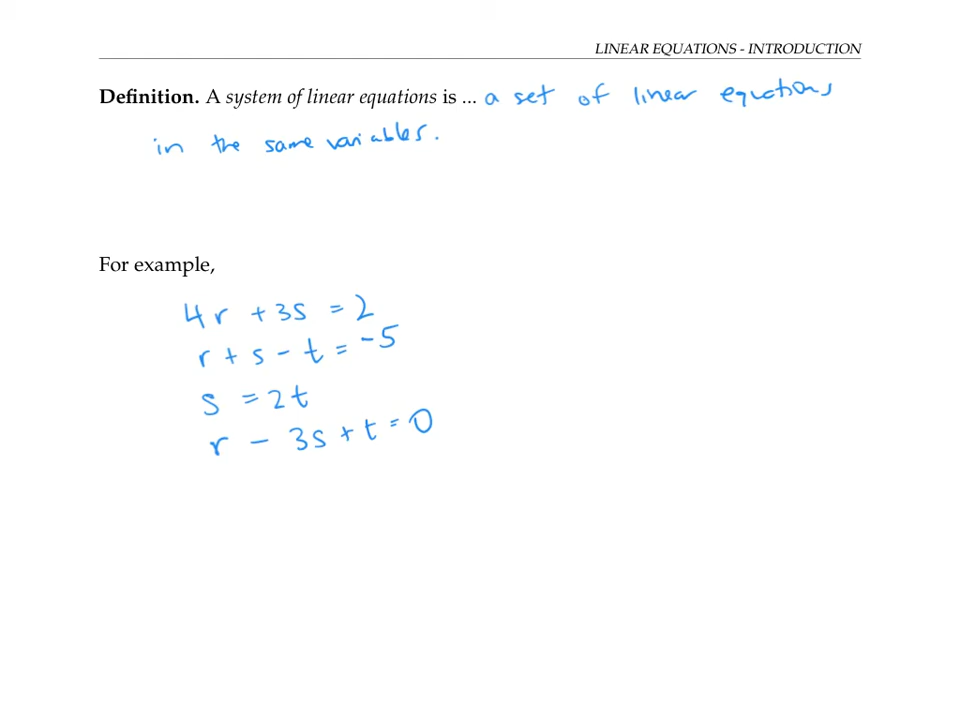 LINEAR EQUATIONS - INTRODUCTION
Definition. A system of linear equations is ... a set of linear equations
in the same variables.
For example,
4r + 3s = 2
r + s - t = -5
s = 2t
r - 3s + t = 0